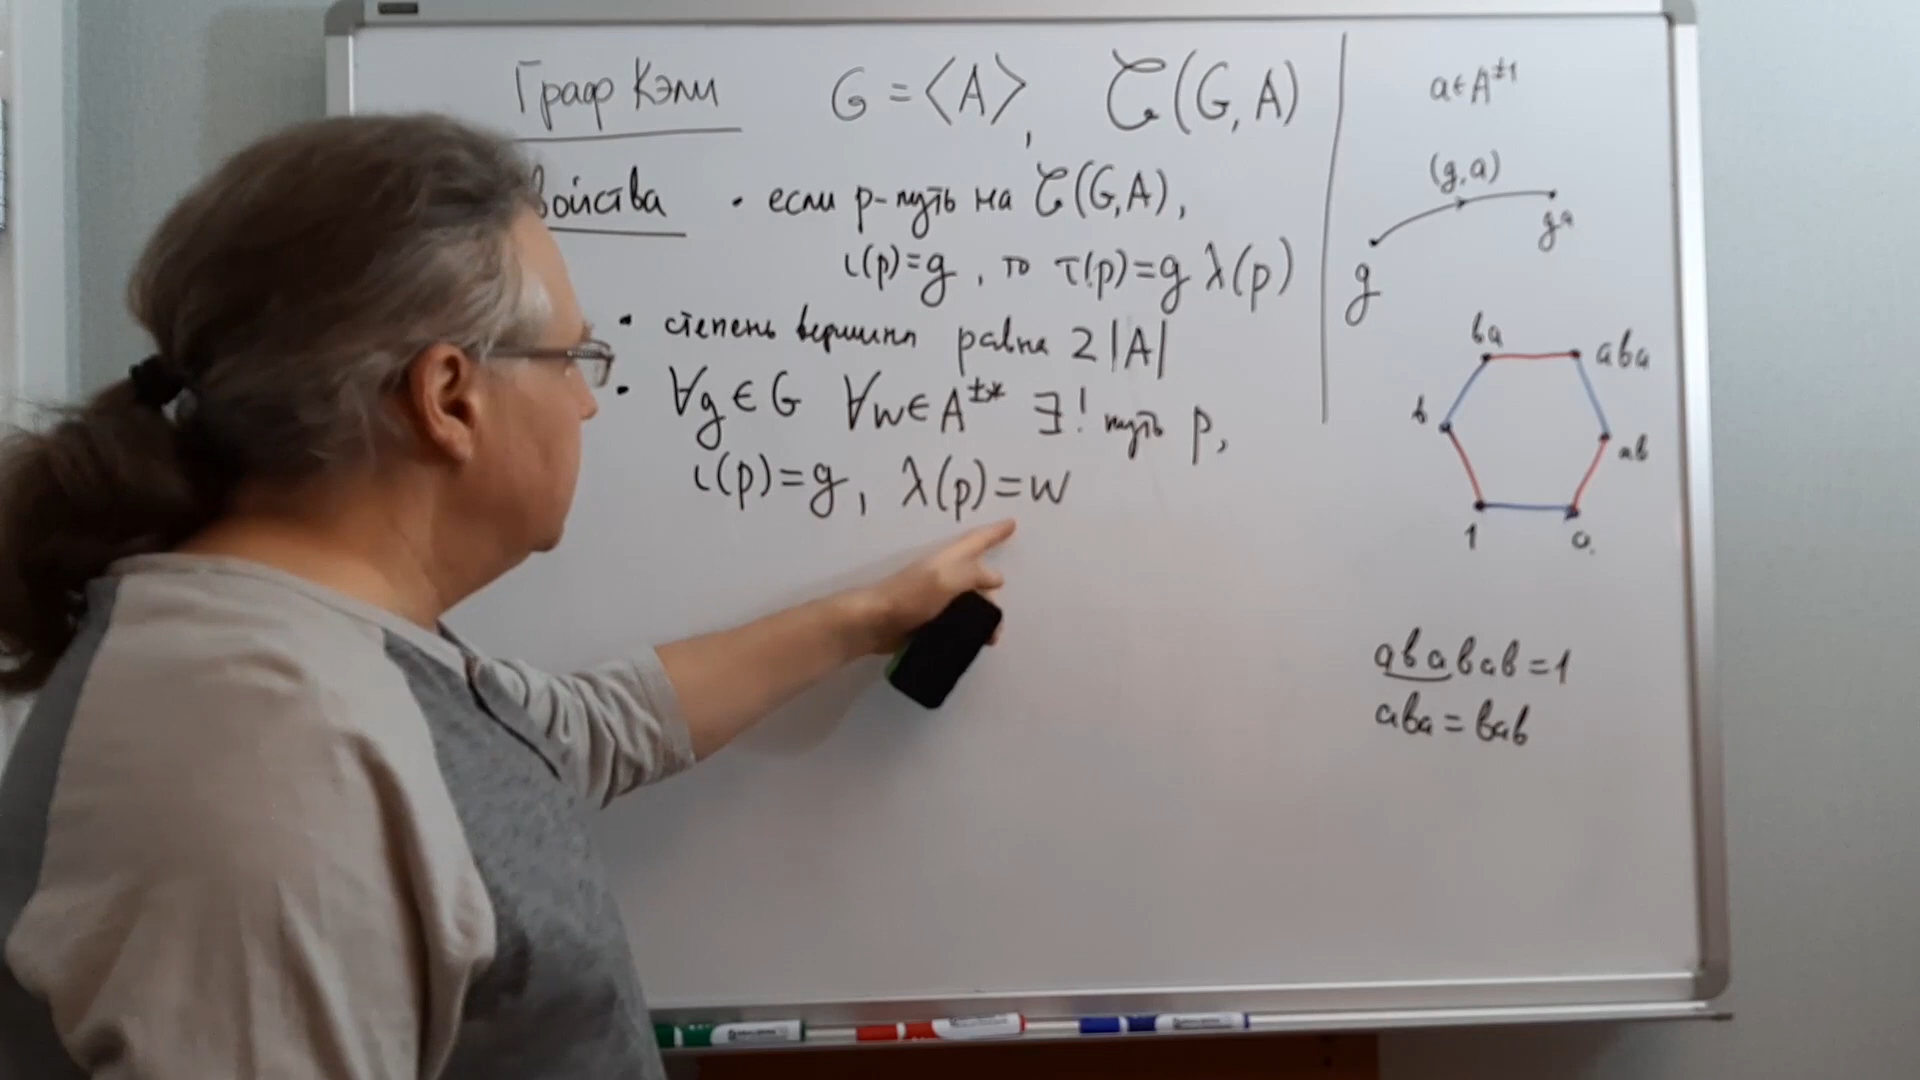 Граф Кэли G = ⟨A⟩, Ⴀ(G, A)
войства • если p-путь на Ⴀ(G,A),
ι(p)=g, то τ(p)=g λ(p)
• степень вершины равна 2|A|
• ∀g∈G ∀w∈A^{±*} ∃! путь p,
ι(p)=g, λ(p)=w
a∈A^{±1}
(g,a)
ga
g
ba
aba
b
ab
1
a
ababab=1
aba=bab